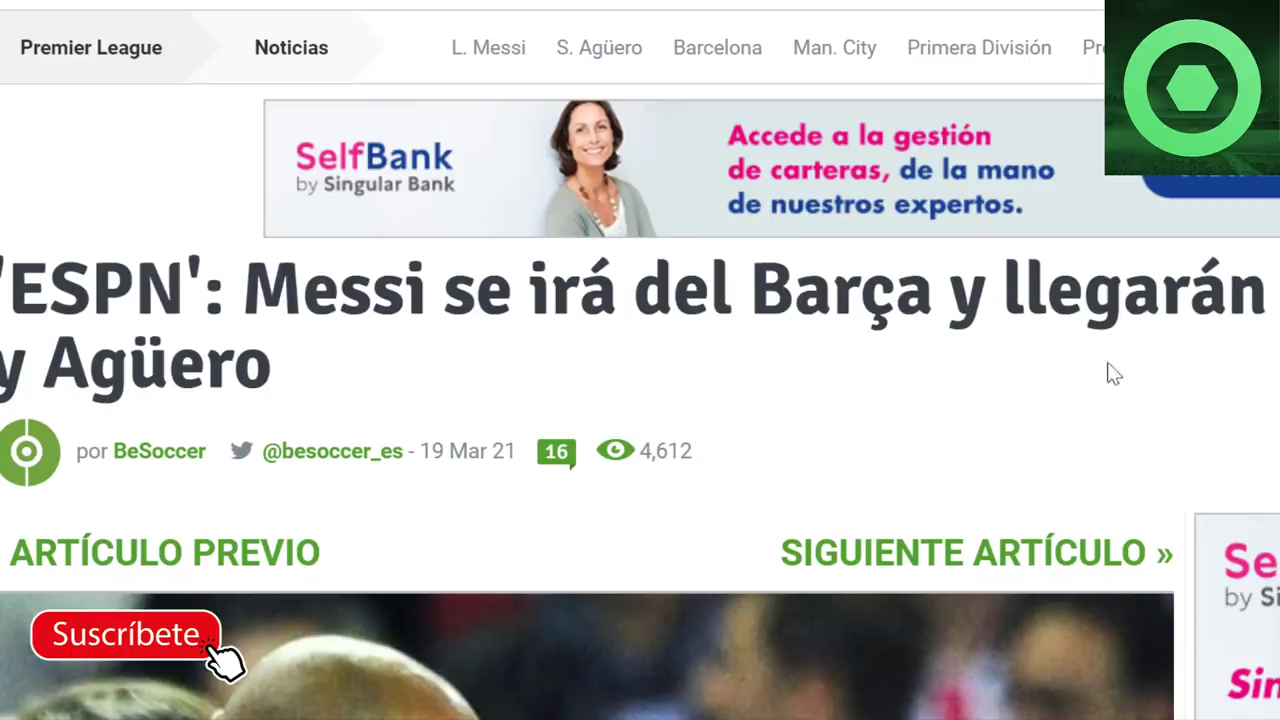 Premier League
Noticias
L. Messi
S. Agüero
Barcelona
Man. City
Primera División
SelfBank
by Singular Bank
Accede a la gestión
de carteras, de la mano
de nuestros expertos.
'ESPN': Messi se irá del Barça y llegarán
y Agüero
por BeSoccer @besoccer_es - 19 Mar 21 16 4,612
ARTÍCULO PREVIO
SIGUIENTE ARTÍCULO »
Suscríbete
by